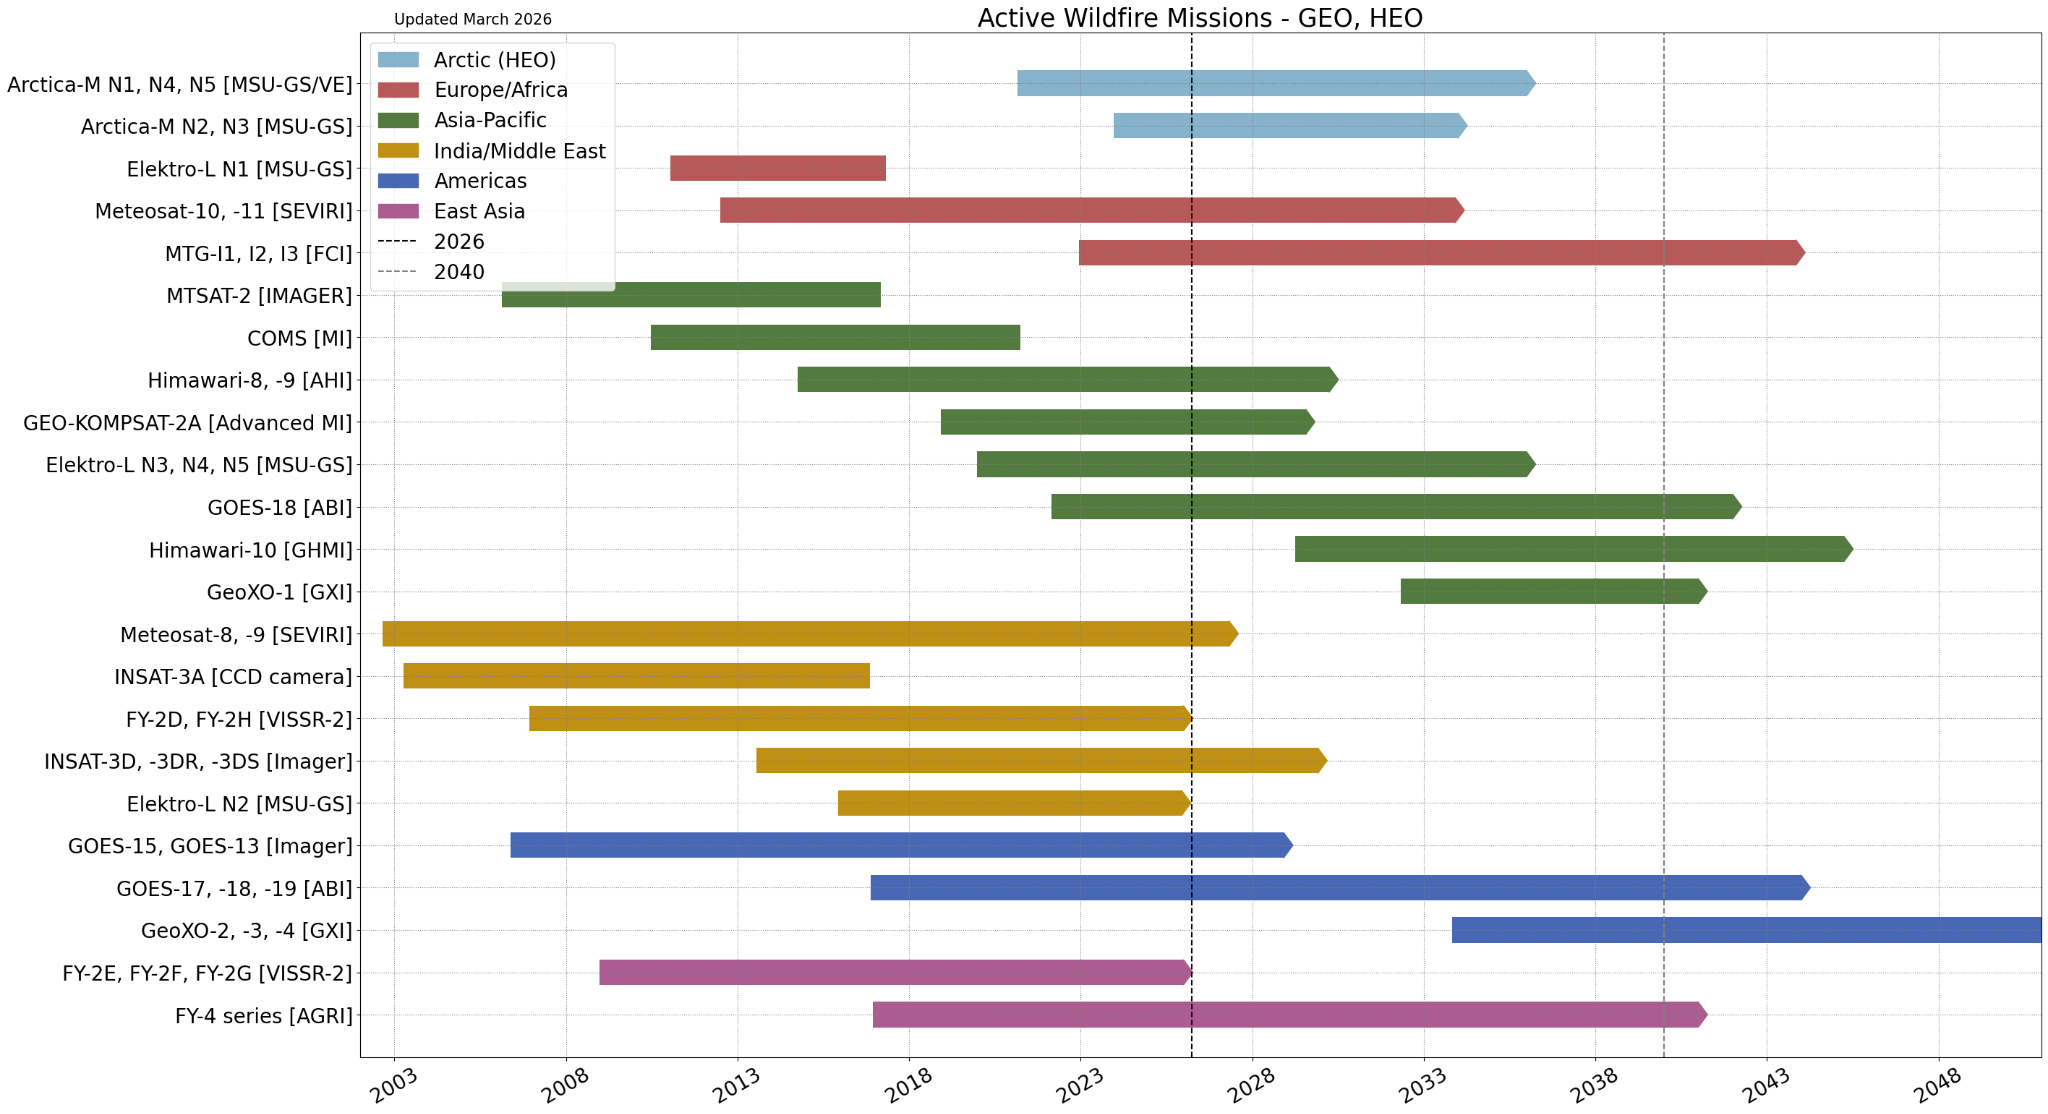 Updated March 2026
Active Wildfire Missions - GEO, HEO
Arctic (HEO)
Europe/Africa
Asia-Pacific
India/Middle East
Americas
East Asia
2026
2040
Arctica-M N1, N4, N5 [MSU-GS/VE]
Arctica-M N2, N3 [MSU-GS]
Elektro-L N1 [MSU-GS]
Meteosat-10, -11 [SEVIRI]
MTG-I1, I2, I3 [FCI]
MTSAT-2 [IMAGER]
COMS [MI]
Himawari-8, -9 [AHI]
GEO-KOMPSAT-2A [Advanced MI]
Elektro-L N3, N4, N5 [MSU-GS]
GOES-18 [ABI]
Himawari-10 [GHMI]
GeoXO-1 [GXI]
Meteosat-8, -9 [SEVIRI]
INSAT-3A [CCD camera]
FY-2D, FY-2H [VISSR-2]
INSAT-3D, -3DR, -3DS [Imager]
Elektro-L N2 [MSU-GS]
GOES-15, GOES-13 [Imager]
GOES-17, -18, -19 [ABI]
GeoXO-2, -3, -4 [GXI]
FY-2E, FY-2F, FY-2G [VISSR-2]
FY-4 series [AGRI]
2003
2008
2013
2018
2023
2028
2033
2038
2043
2048